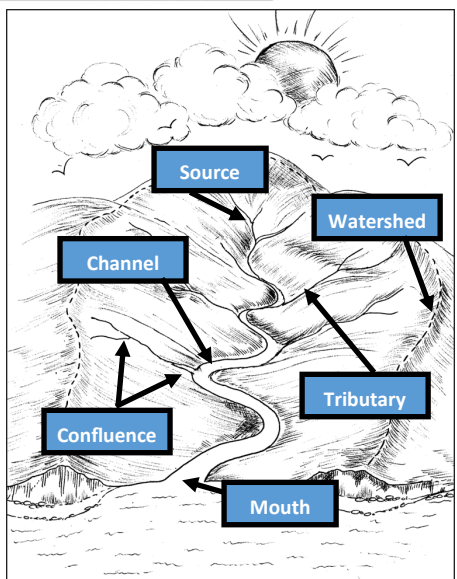 Source
Watershed
Channel
Tributary
Confluence
Mouth